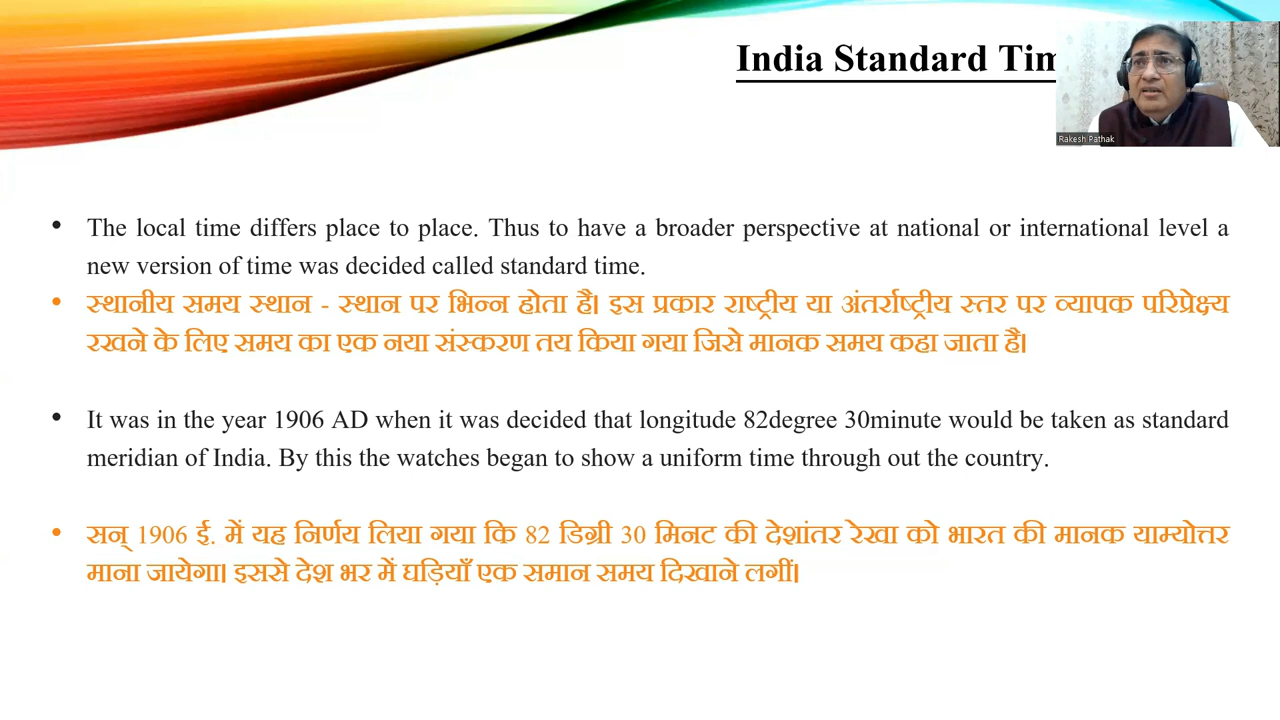 India Standard Tim
Rakesh Pathak
• The local time differs place to place. Thus to have a broader perspective at national or international level a
new version of time was decided called standard time.
• स्थानीय समय स्थान - स्थान पर भिन्न होता है। इस प्रकार राष्ट्रीय या अंतर्राष्ट्रीय स्तर पर व्यापक परिप्रेक्ष्य
रखने के लिए समय का एक नया संस्करण तय किया गया जिसे मानक समय कहा जाता है।
• It was in the year 1906 AD when it was decided that longitude 82degree 30minute would be taken as standard
meridian of India. By this the watches began to show a uniform time through out the country.
• सन् 1906 ई. में यह निर्णय लिया गया कि 82 डिग्री 30 मिनट की देशांतर रेखा को भारत की मानक याम्योत्तर
माना जायेगा। इससे देश भर में घड़ियाँ एक समान समय दिखाने लगीं।